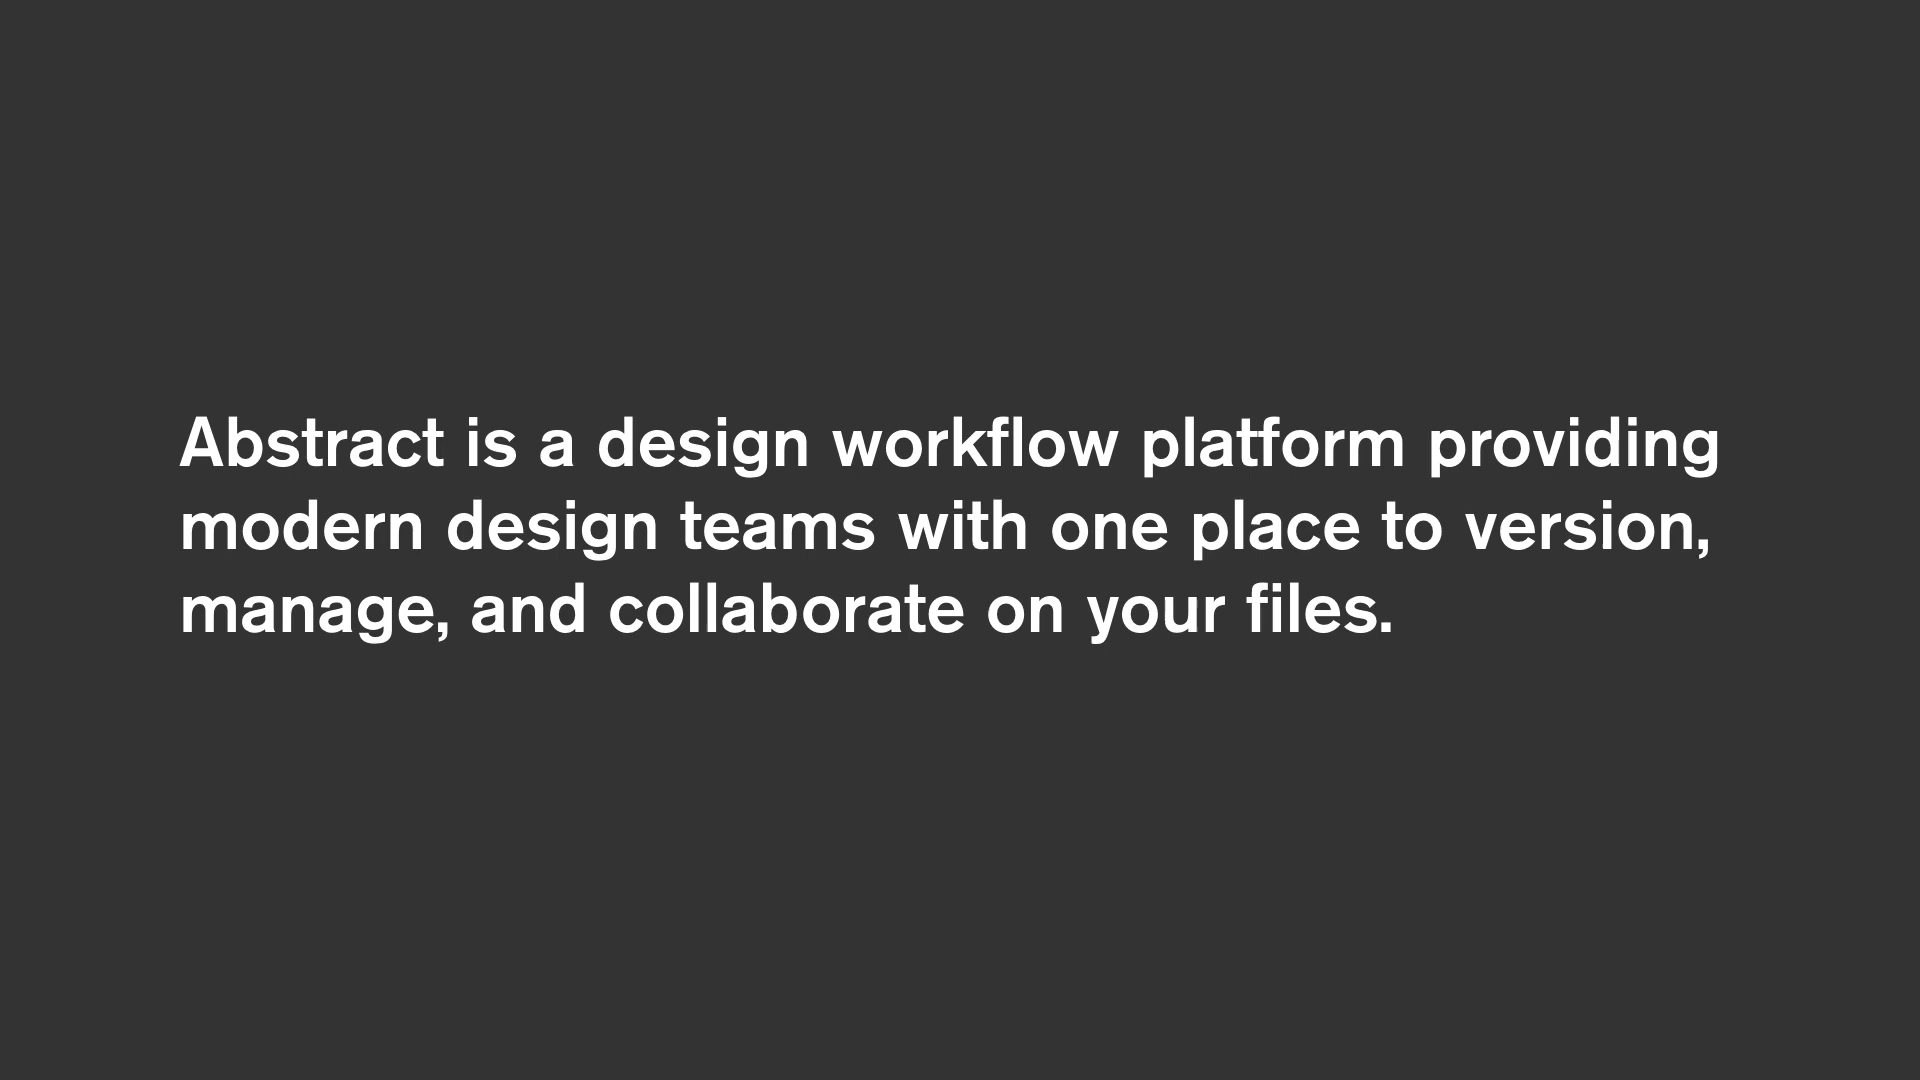 Abstract is a design workflow platform providing
modern design teams with one place to version,
manage, and collaborate on your files.